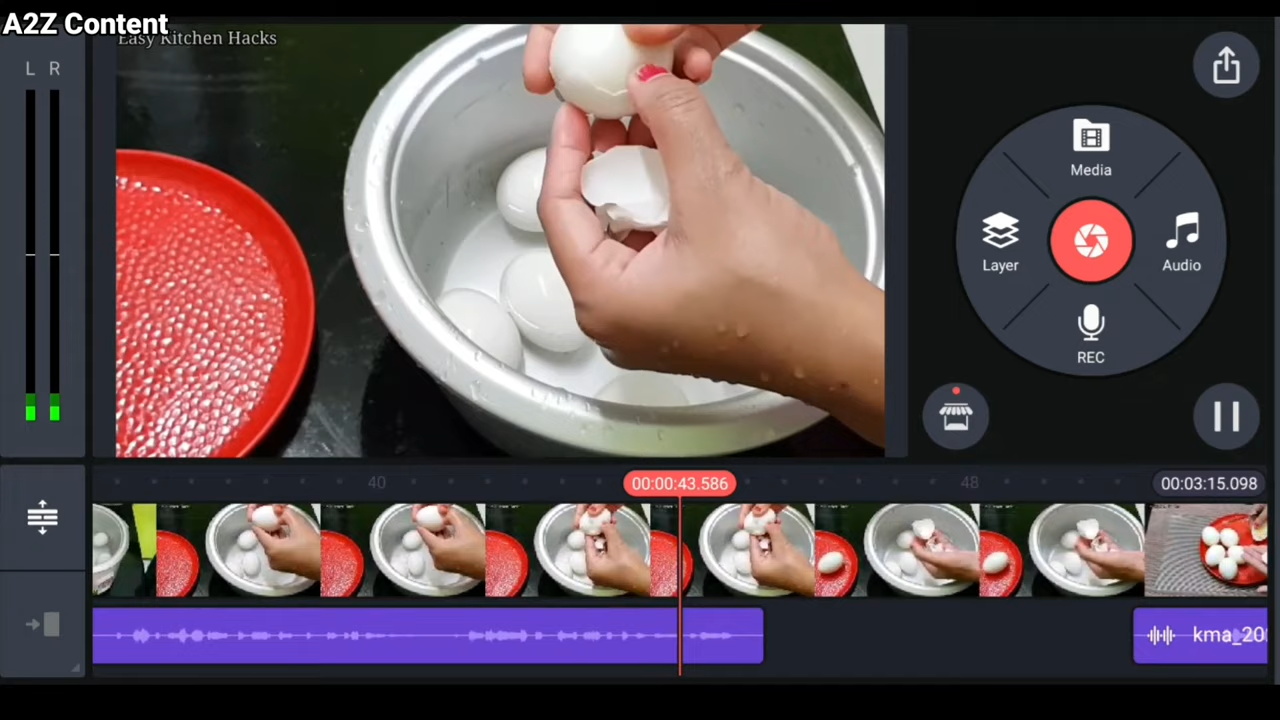 A2Z Content
Easy Kitchen Hacks
L R
Media
Layer
Audio
REC
40
00:00:43.586
48
00:03:15.098
kma_20